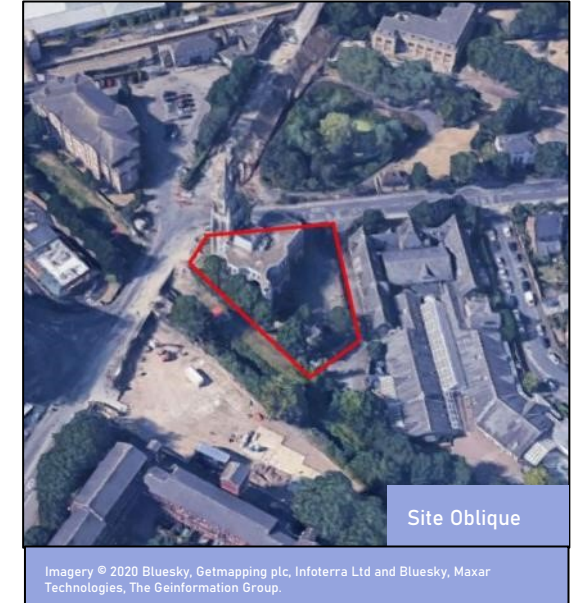 Site Oblique
Imagery © 2020 Bluesky, Getmapping plc, Infoterra Ltd and Bluesky, Maxar
Technologies, The Geinformation Group.